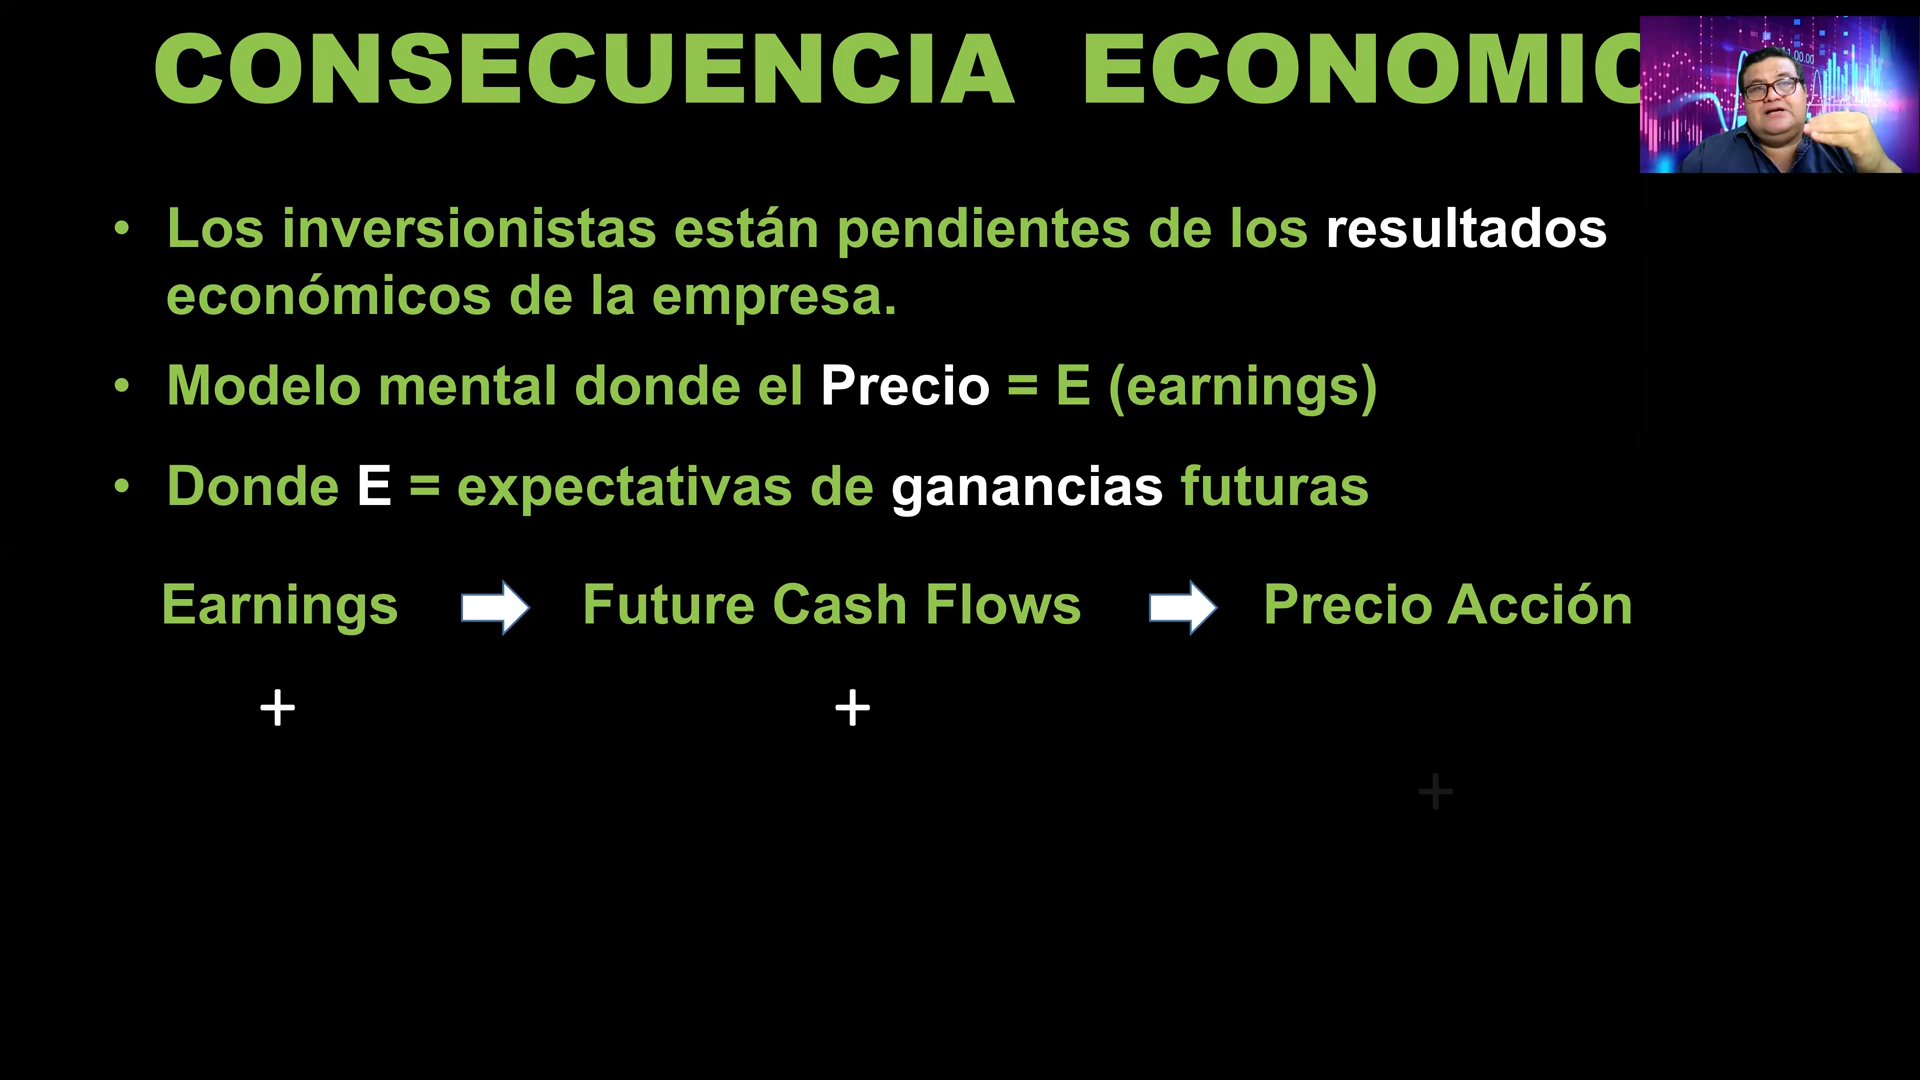 CONSECUENCIA ECONOMIC
• Los inversionistas están pendientes de los resultados
económicos de la empresa.
• Modelo mental donde el Precio = E (earnings)
• Donde E = expectativas de ganancias futuras
Earnings Future Cash Flows Precio Acción
+ +
+